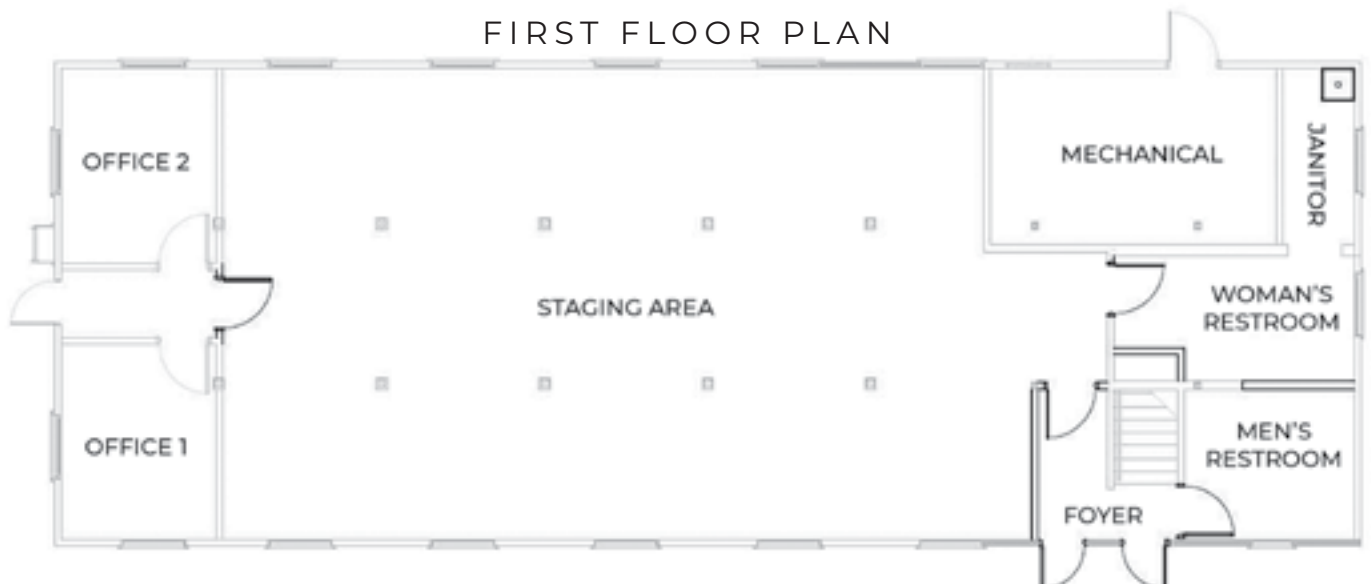 FIRST FLOOR PLAN
OFFICE 2
MECHANICAL
JANITOR
STAGING AREA
WOMAN'S
RESTROOM
OFFICE 1
MEN'S
RESTROOM
FOYER